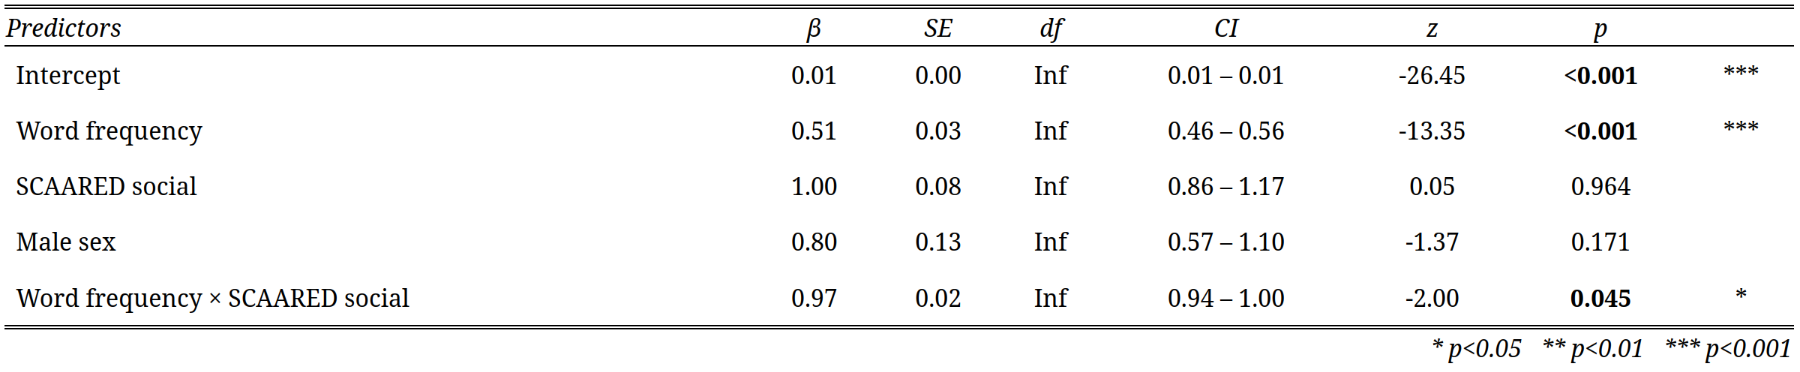 Predictors β SE df CI z p
Intercept 0.01 0.00 Inf 0.01 – 0.01 -26.45 <0.001 ***
Word frequency 0.51 0.03 Inf 0.46 – 0.56 -13.35 <0.001 ***
SCAARED social 1.00 0.08 Inf 0.86 – 1.17 0.05 0.964
Male sex 0.80 0.13 Inf 0.57 – 1.10 -1.37 0.171
Word frequency × SCAARED social 0.97 0.02 Inf 0.94 – 1.00 -2.00 0.045 *
* p<0.05 ** p<0.01 *** p<0.001